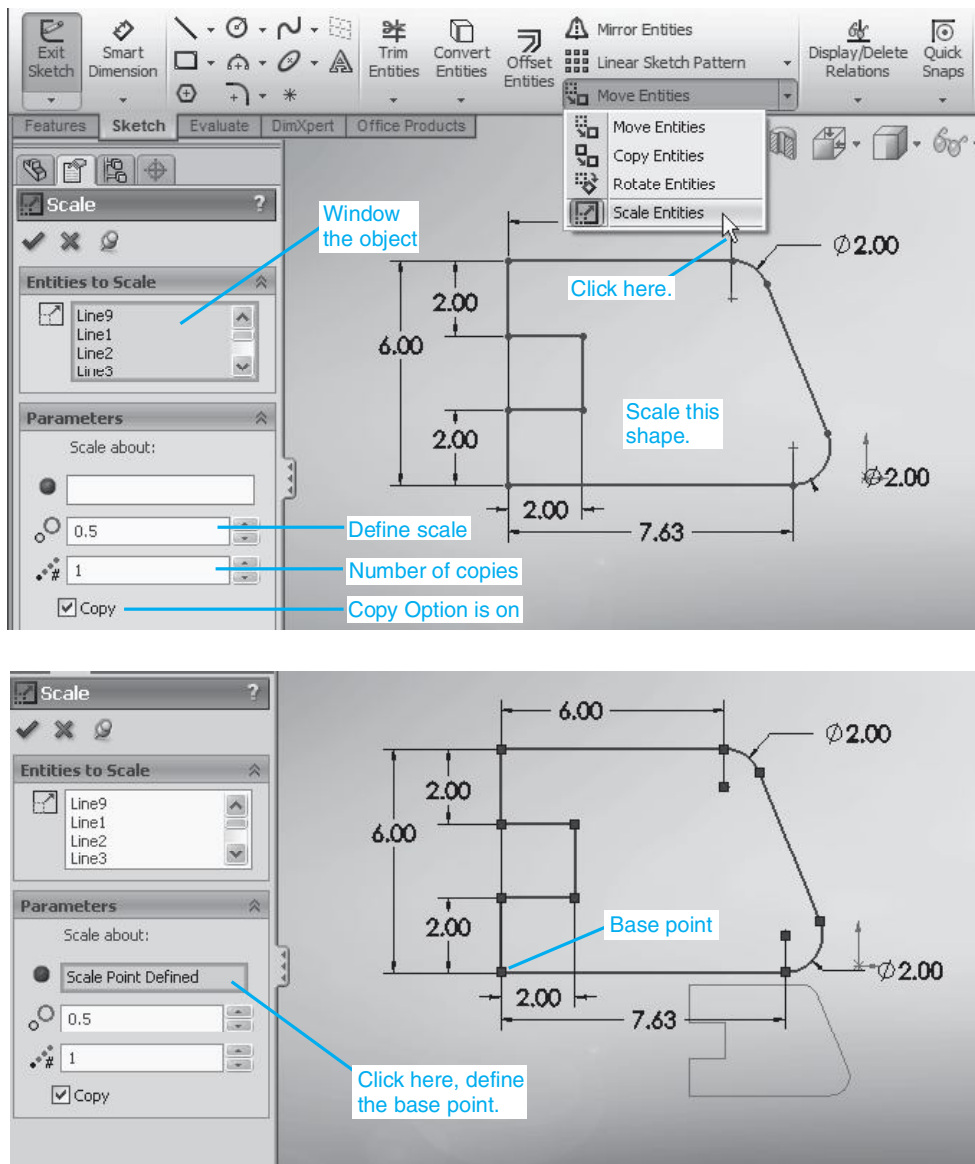 Exit Sketch
Smart Dimension
Trim Entities
Convert Entities
Offset Entities
Mirror Entities
Linear Sketch Pattern
Move Entities
Display/Delete Relations
Quick Snaps
Features Sketch Evaluate DimXpert Office Products
Move Entities
Copy Entities
Rotate Entities
Scale Entities
Scale ?
Window
the object
Click here.
Entities to Scale
Line9
Line1
Line2
Line3
Parameters
Scale about:
0.5
# 1
Copy
Define scale
Number of copies
Copy Option is on
∅2.00
2.00
6.00
Scale this
shape.
2.00
∅2.00
2.00
7.63
Scale ?
Entities to Scale
Line9
Line1
Line2
Line3
Parameters
Scale about:
Scale Point Defined
0.5
# 1
Copy
6.00
∅2.00
2.00
6.00
2.00
Base point
∅2.00
2.00
7.63
Click here, define
the base point.